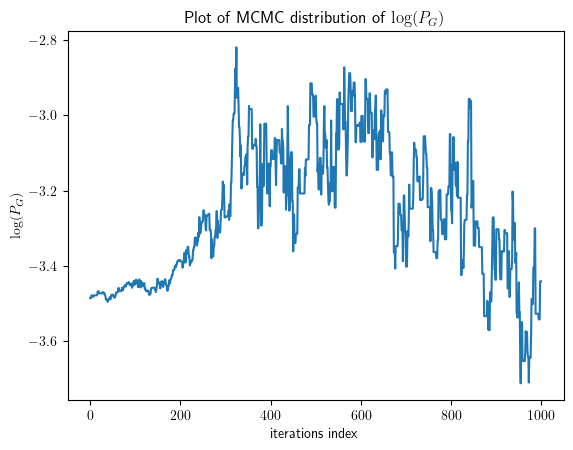 Plot of MCMC distribution of log(P_G)
log(P_G)
−2.8
−3.0
−3.2
−3.4
−3.6
0 200 400 600 800 1000
iterations index